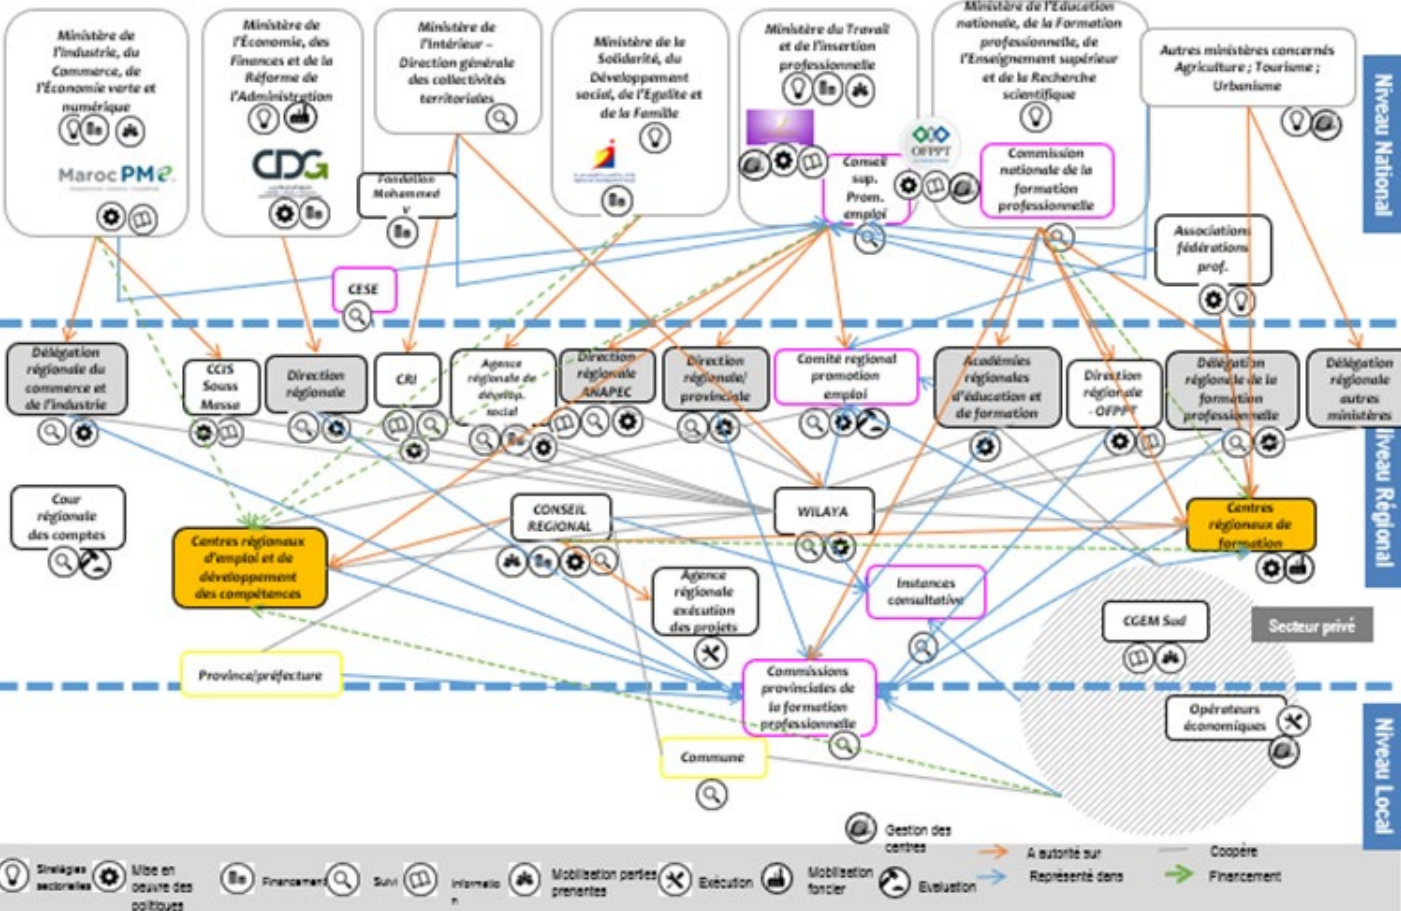 Ministère de
l'Industrie, du
Commerce, de
l'Économie verte et
numérique
Maroc PME
Ministère de
l'Économie, des
Finances et de la
Réforme de
l'Administration
CDG
Ministère de
l'Intérieur –
Direction générale
des collectivités
territoriales
Fondation
Mohammed
V
Ministère de la
Solidarité, du
Développement
social, de l'Egalite et
de la Famille
Ministère du Travail
et de l'insertion
professionnelle
Conseil
sup.
Prom.
emploi
Ministère de l'Education
nationale, de la Formation
professionnelle, de
l'Enseignement supérieur
et de la Recherche
scientifique
OFPPT
Commission
nationale de la
formation
professionnelle
Autres ministères concernés
Agriculture ; Tourisme ;
Urbanisme
Associations
fédérations
prof.
Niveau National
CESE
Délégation
régionale du
commerce et
de l'industrie
CCIS
Souss
Massa
Direction
régionale
CRI
Agence
régionale de
dévelop.
social
Direction
régionale
ANAPEC
Direction
régionale/
provinciale
Comité regional
promotion
emploi
Académies
régionales
d'éducation et
de formation
Direction
régionale
- OFPPT
Délégation
régionale de la
formation
professionnelle
Délégation
régionale
autres
ministères
Niveau Régional
Cour
régionale
des comptes
Centres régionaux
d'emploi et de
développement
des compétences
CONSEIL
REGIONAL
WILAYA
Centres
régionaux de
formation
Agence
régionale
exécution
des projets
Instances
consultative
CGEM Sud
Secteur privé
Province/préfecture
Commissions
provinciales de
la formation
professionnelle
Opérateurs
économiques
Commune
Niveau Local
Stratégies
sectorielles
Mise en
oeuvre des
politiques
Financement
Suivi
Informatio
n
Mobilisation parties
prenantes
Exécution
Mobilisation
foncier
Gestion des
centres
Evaluation
A autorité sur
Représenté dans
Coopère
Financement